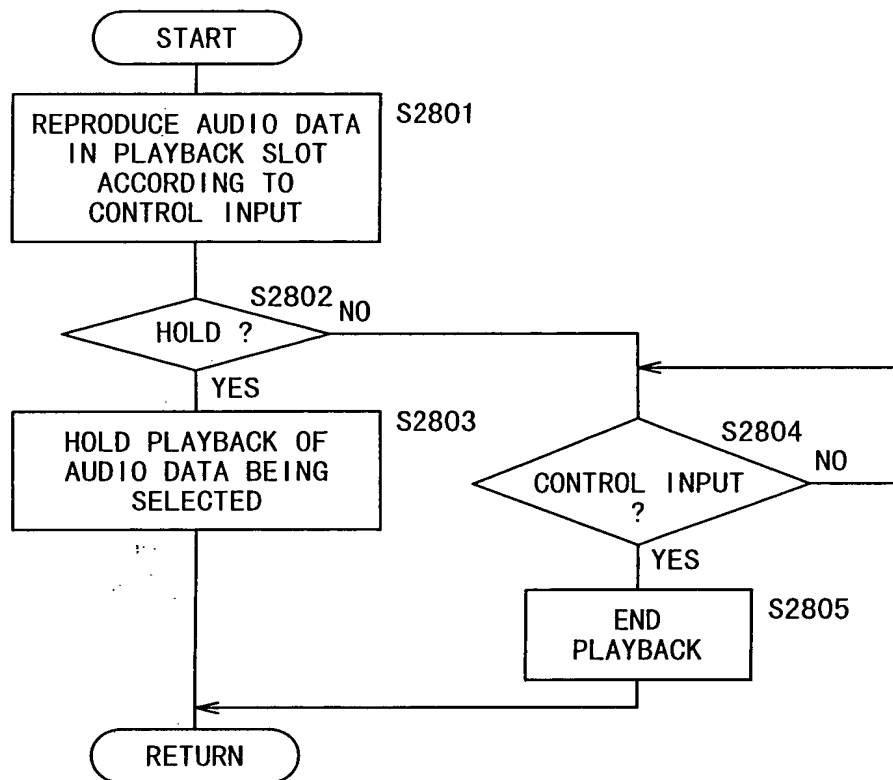 START
S2801
REPRODUCE AUDIO DATA
IN PLAYBACK SLOT
ACCORDING TO
CONTROL INPUT
S2802
NO
HOLD ?
YES
S2803
HOLD PLAYBACK OF
AUDIO DATA BEING
SELECTED
S2804
NO
CONTROL INPUT
?
YES
S2805
END
PLAYBACK
RETURN